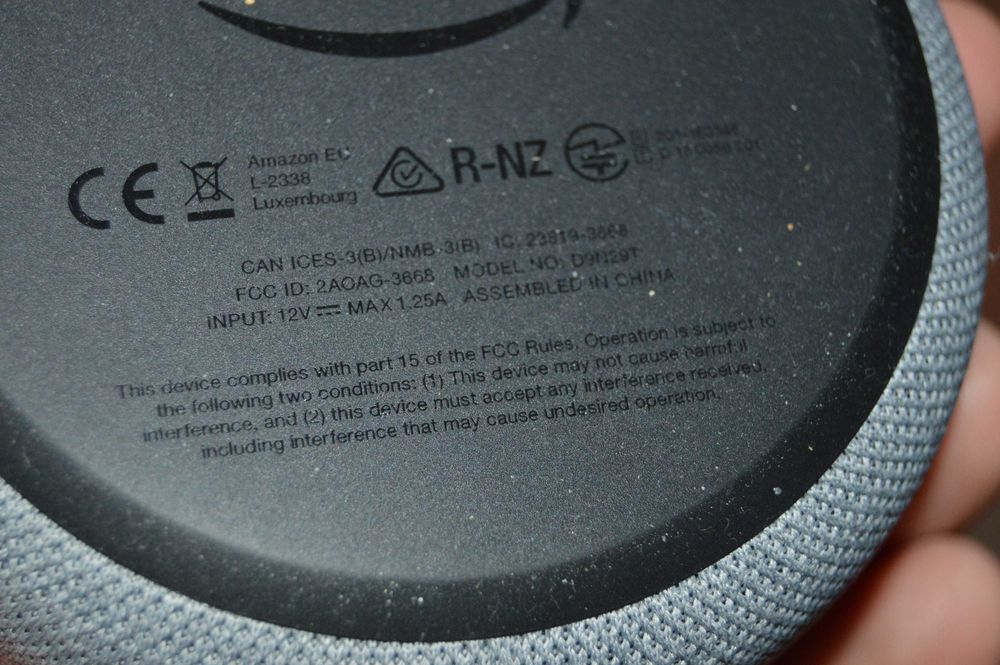 CE
Amazon EU
L-2338
Luxembourg
R-NZ
CAN ICES-3(B)/NMB-3(B) IC: 23819-3668
FCC ID: 2AOAG-3668 MODEL NO: D9N29T
INPUT: 12V MAX 1.25A ASSEMBLED IN CHINA
This device complies with part 15 of the FCC Rules. Operation is subject to
the following two conditions: (1) This device may not cause harmful
interference, and (2) this device must accept any interference received,
including interference that may cause undesired operation.